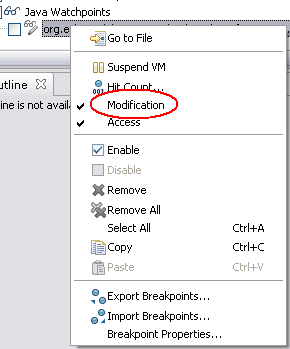 Java Watchpoints
org.e
Go to File
utline
Suspend VM
Hit Count...
ine is not availa
Modification
Access
Enable
Disable
Remove
Remove All
Select All Ctrl+A
Copy Ctrl+C
Paste Ctrl+V
Export Breakpoints...
Import Breakpoints...
Breakpoint Properties...